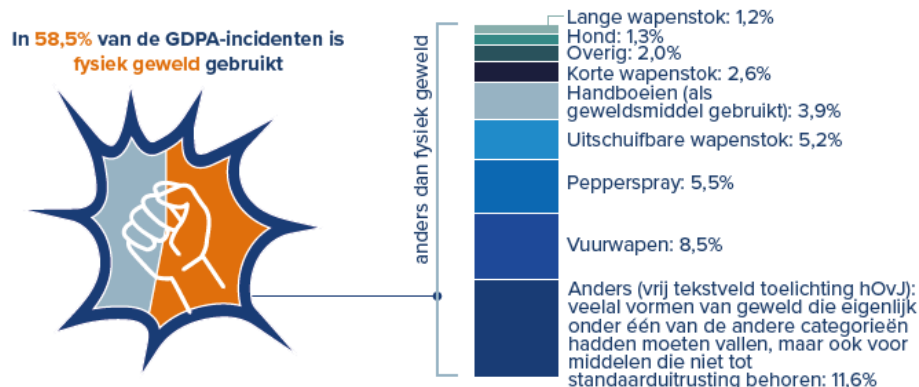 In 58,5% van de GDPA-incidenten is
fysiek geweld gebruikt
anders dan fysiek geweld
Lange wapenstok: 1,2%
Hond: 1,3%
Overig: 2,0%
Korte wapenstok: 2,6%
Handboeien (als
geweldsmiddel gebruikt): 3,9%
Uitschuifbare wapenstok: 5,2%
Pepperspray: 5,5%
Vuurwapen: 8,5%
Anders (vrij tekstveld toelichting hOvJ):
veelal vormen van geweld die eigenlijk
onder één van de andere categorieën
hadden moeten vallen, maar ook voor
middelen die niet tot
standaarduitrusting behoren: 11,6%